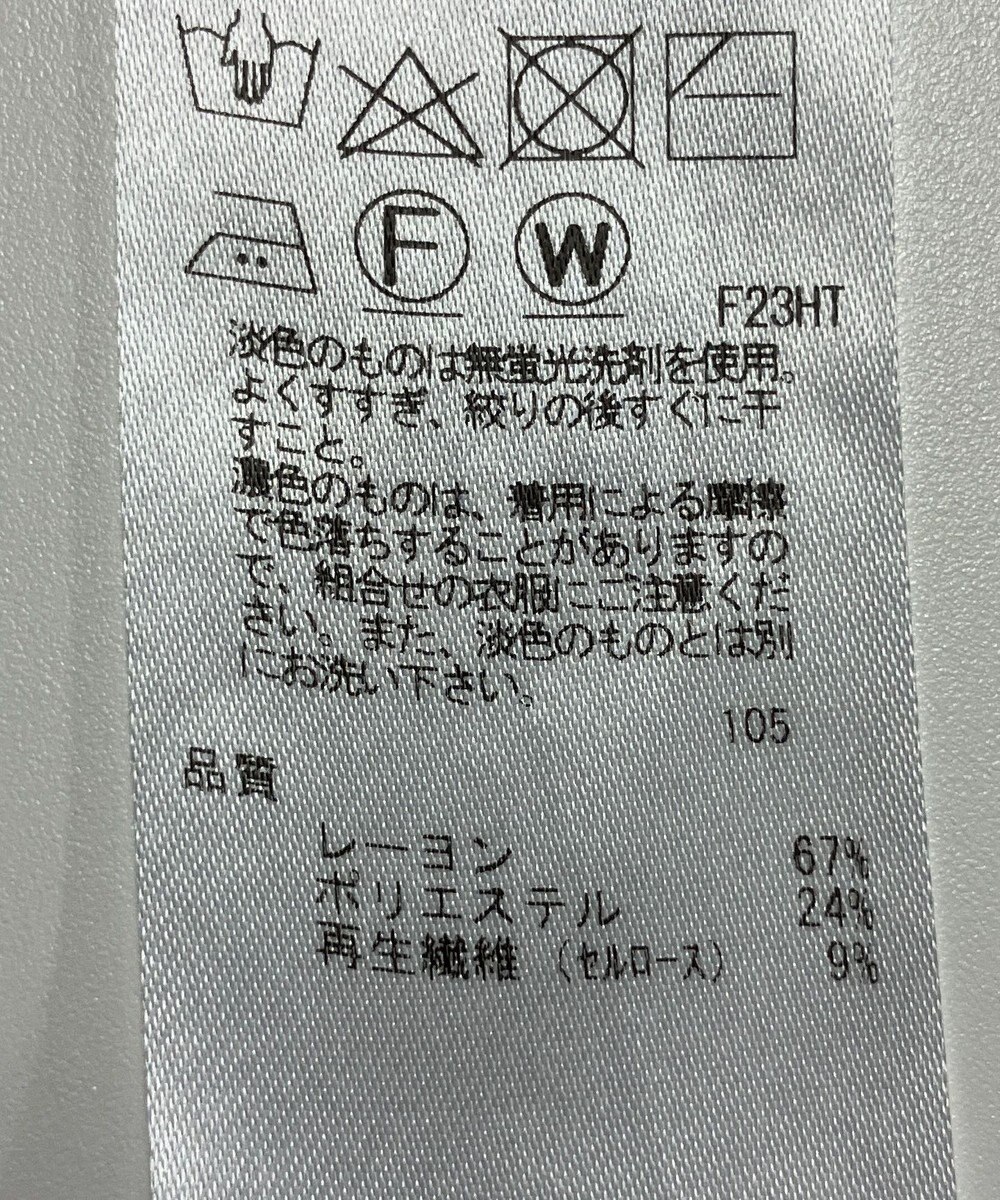 F W
F23HT
淡色のものは無蛍光洗剤を使用。
よくすすぎ、絞りの後すぐに干
すこと。
濃色のものは、着用による摩擦
で色落ちすることがありますの
で、組合せの衣服にご注意くだ
さい。また、淡色のものとは別
にお洗い下さい。
105
品質
レーヨン 67%
ポリエステル 24%
再生繊維（セルロース） 9%